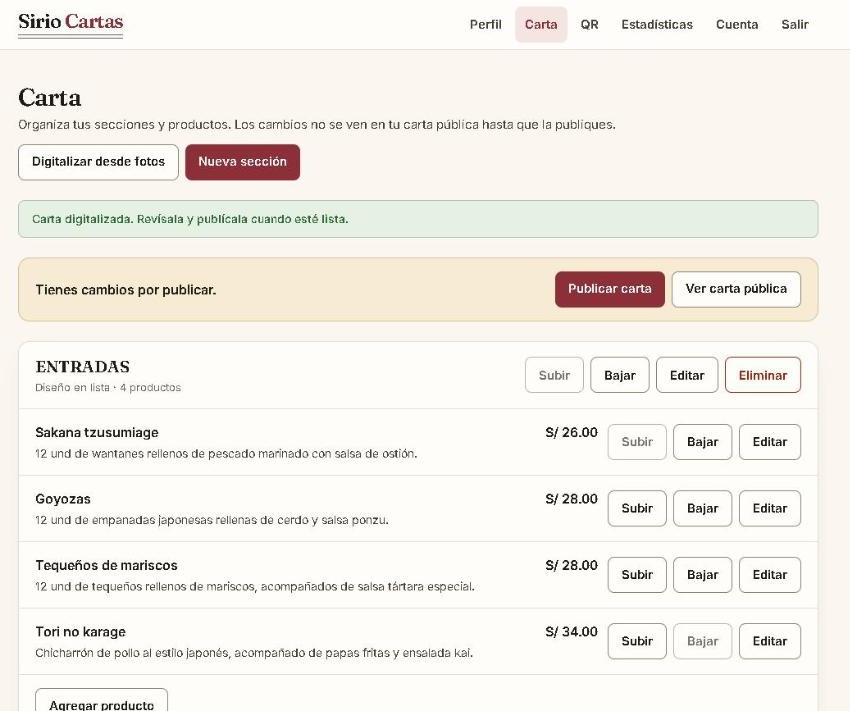 Sirio Cartas
Perfil Carta QR Estadísticas Cuenta Salir
Carta
Organiza tus secciones y productos. Los cambios no se ven en tu carta pública hasta que la publiques.
Digitalizar desde fotos Nueva sección
Carta digitalizada. Revísala y publícala cuando esté lista.
Tienes cambios por publicar. Publicar carta Ver carta pública
ENTRADAS
Diseño en lista · 4 productos
Subir Bajar Editar Eliminar
Sakana tzusumiage S/ 26.00
12 und de wantanes rellenos de pescado marinado con salsa de ostión.
Subir Bajar Editar
Goyozas S/ 28.00
12 und de empanadas japonesas rellenas de cerdo y salsa ponzu.
Subir Bajar Editar
Tequeños de mariscos S/ 28.00
12 und de tequeños rellenos de mariscos, acompañados de salsa tártara especial.
Subir Bajar Editar
Tori no karage S/ 34.00
Chicharrón de pollo al estilo japonés, acompañado de papas fritas y ensalada kai.
Subir Bajar Editar
Agregar producto